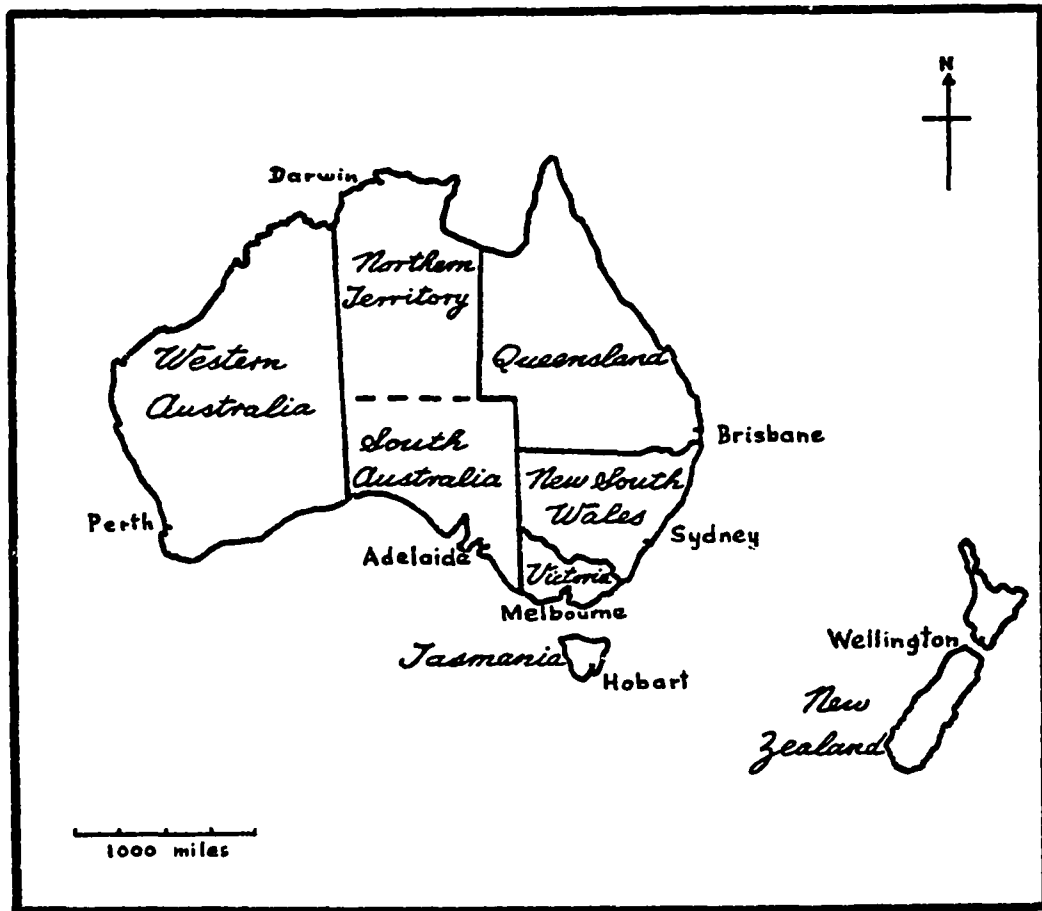 N
Darwin
Northern
Territory
Western
Australia
Queensland
South
Australia
Brisbane
New South
Wales
Perth
Adelaide
Sydney
Victoria
Melbourne
Tasmania
Hobart
Wellington
New
Zealand
1000 miles